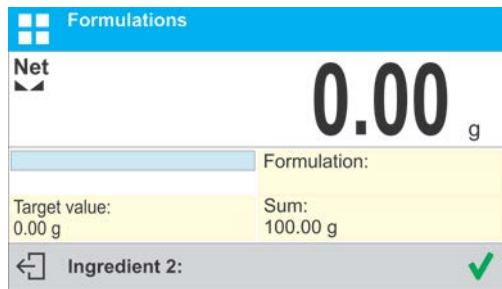 Formulations
Net
0.00 g
Formulation:
Target value:
0.00 g
Sum:
100.00 g
Ingredient 2: